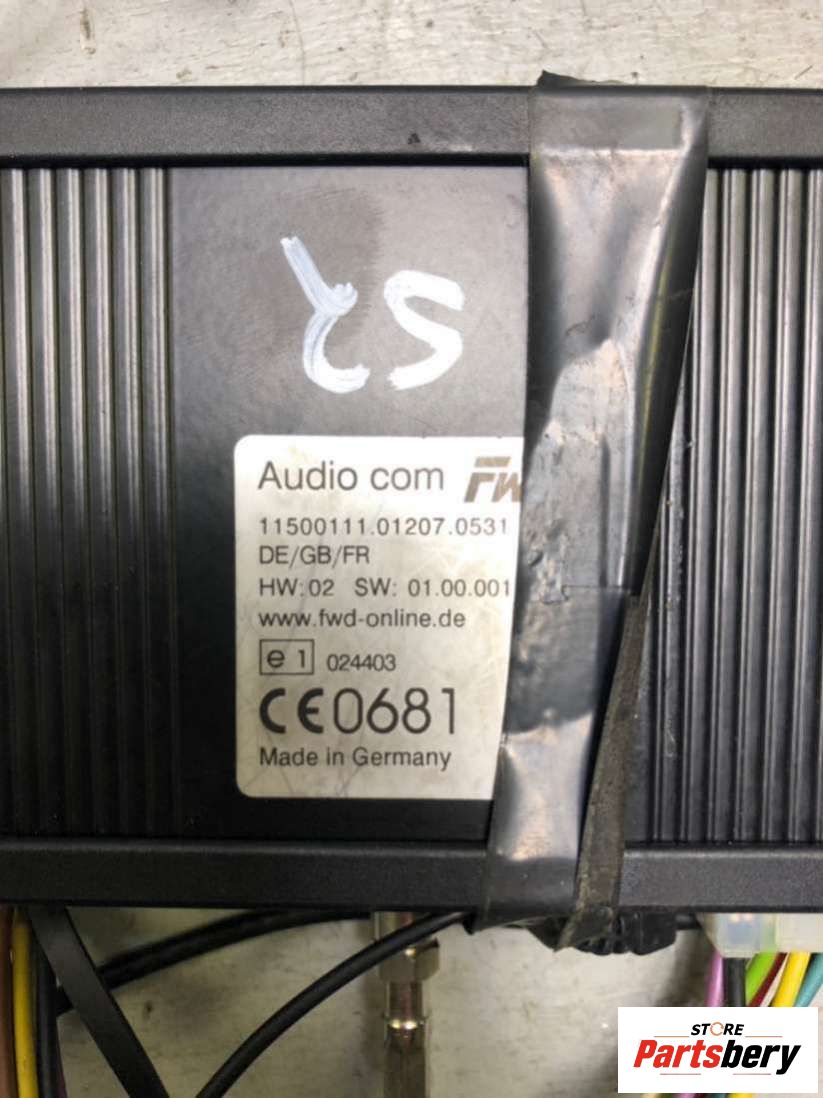 Audio com FW
11500111.01207.0531
DE/GB/FR
HW: 02 SW: 01.00.001
www.fwd-online.de
e 1 024403
CE0681
Made in Germany
STORE
Partsbery